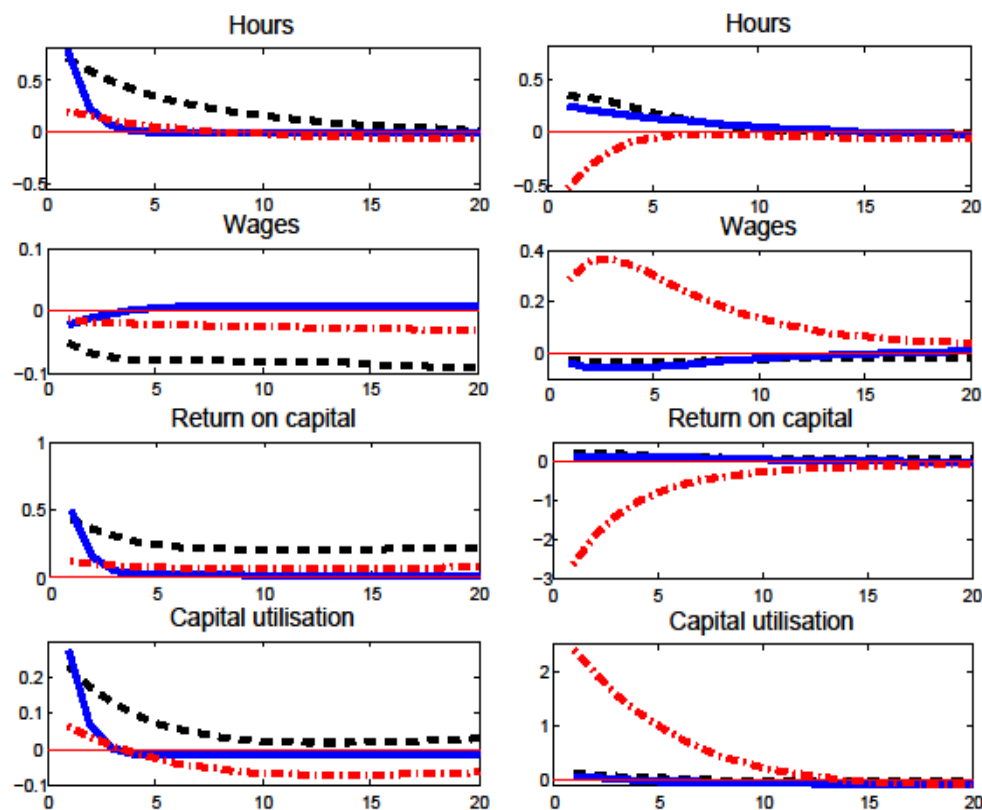 Hours Hours
0.5 0.5
0 0
−0.5 −0.5
0 5 10 15 20 0 5 10 15 20
Wages Wages
0.1 0.4
0 0.2
−0.1 0
0 5 10 15 20 0 5 10 15 20
Return on capital Return on capital
1 0
0.5 −1
0 −2
−3
0 5 10 15 20 0 5 10 15 20
Capital utilisation Capital utilisation
0.2 2
0.1 1
0 0
−0.1
0 5 10 15 20 0 5 10 15 20